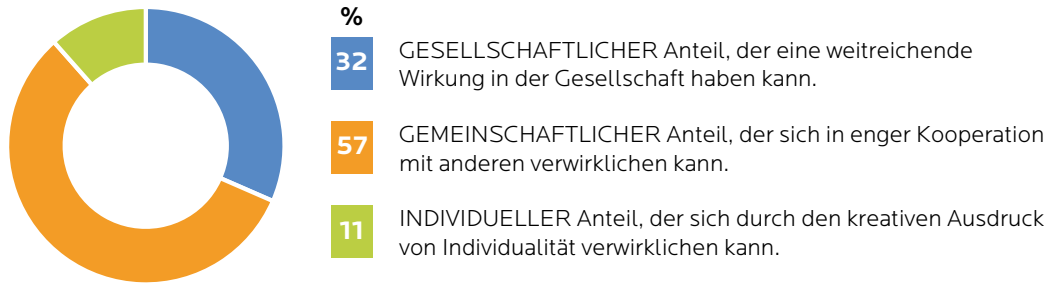 %
32
GESELLSCHAFTLICHER Anteil, der eine weitreichende
Wirkung in der Gesellschaft haben kann.
57
GEMEINSCHAFTLICHER Anteil, der sich in enger Kooperation
mit anderen verwirklichen kann.
11
INDIVIDUELLER Anteil, der sich durch den kreativen Ausdruck
von Individualität verwirklichen kann.